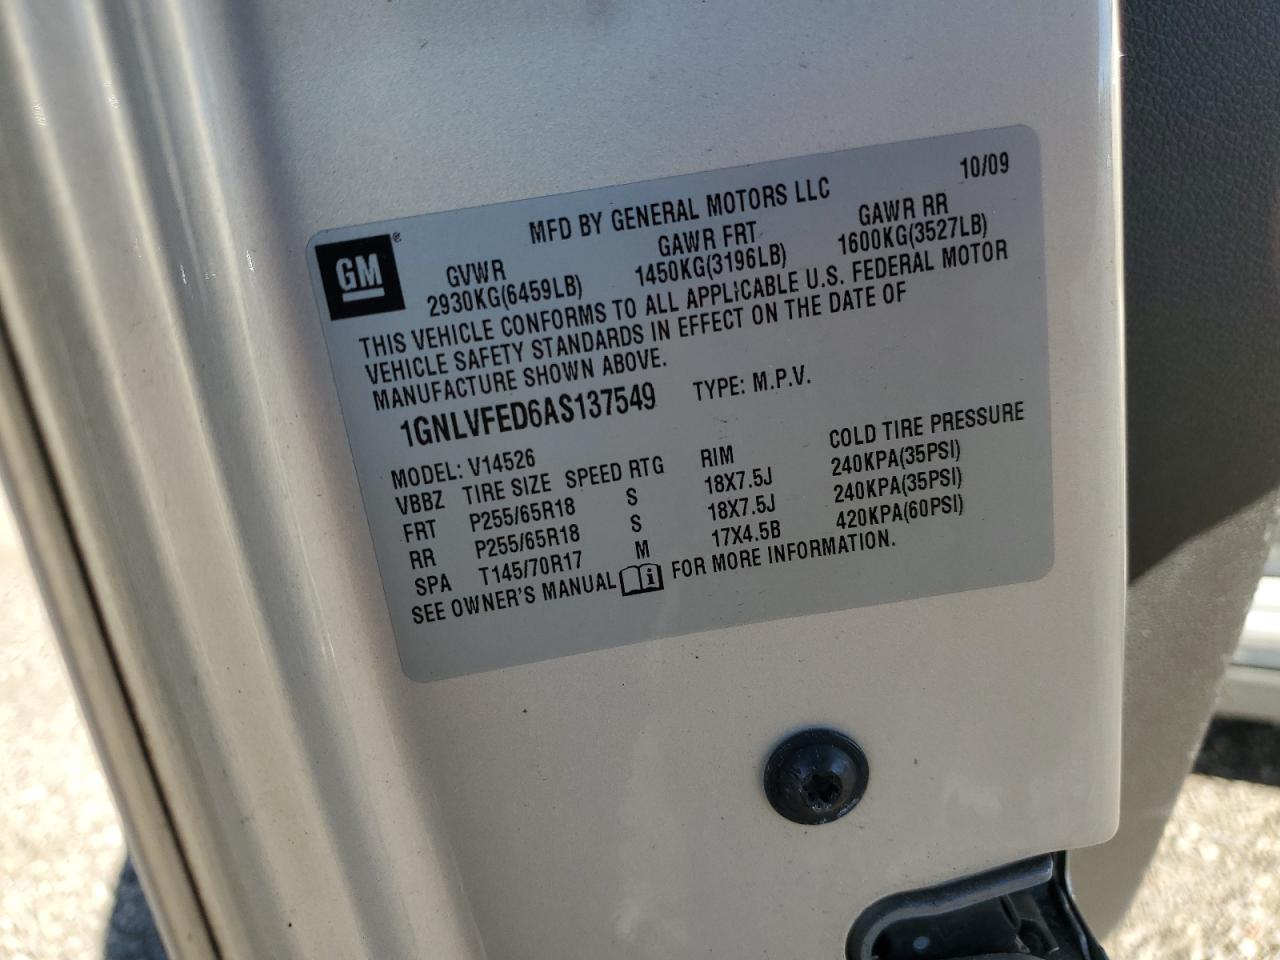 10/09
MFD BY GENERAL MOTORS LLC
GM ®
GVWR GAWR FRT GAWR RR
2930KG(6459LB) 1450KG(3196LB) 1600KG(3527LB)
THIS VEHICLE CONFORMS TO ALL APPLICABLE U.S. FEDERAL MOTOR
VEHICLE SAFETY STANDARDS IN EFFECT ON THE DATE OF
MANUFACTURE SHOWN ABOVE.
1GNLVFED6AS137549 TYPE: M.P.V.
MODEL: V14526
VBBZ TIRE SIZE SPEED RTG RIM COLD TIRE PRESSURE
FRT P255/65R18 S 18X7.5J 240KPA(35PSI)
RR P255/65R18 S 18X7.5J 240KPA(35PSI)
SPA T145/70R17 M 17X4.5B 420KPA(60PSI)
SEE OWNER'S MANUAL i FOR MORE INFORMATION.